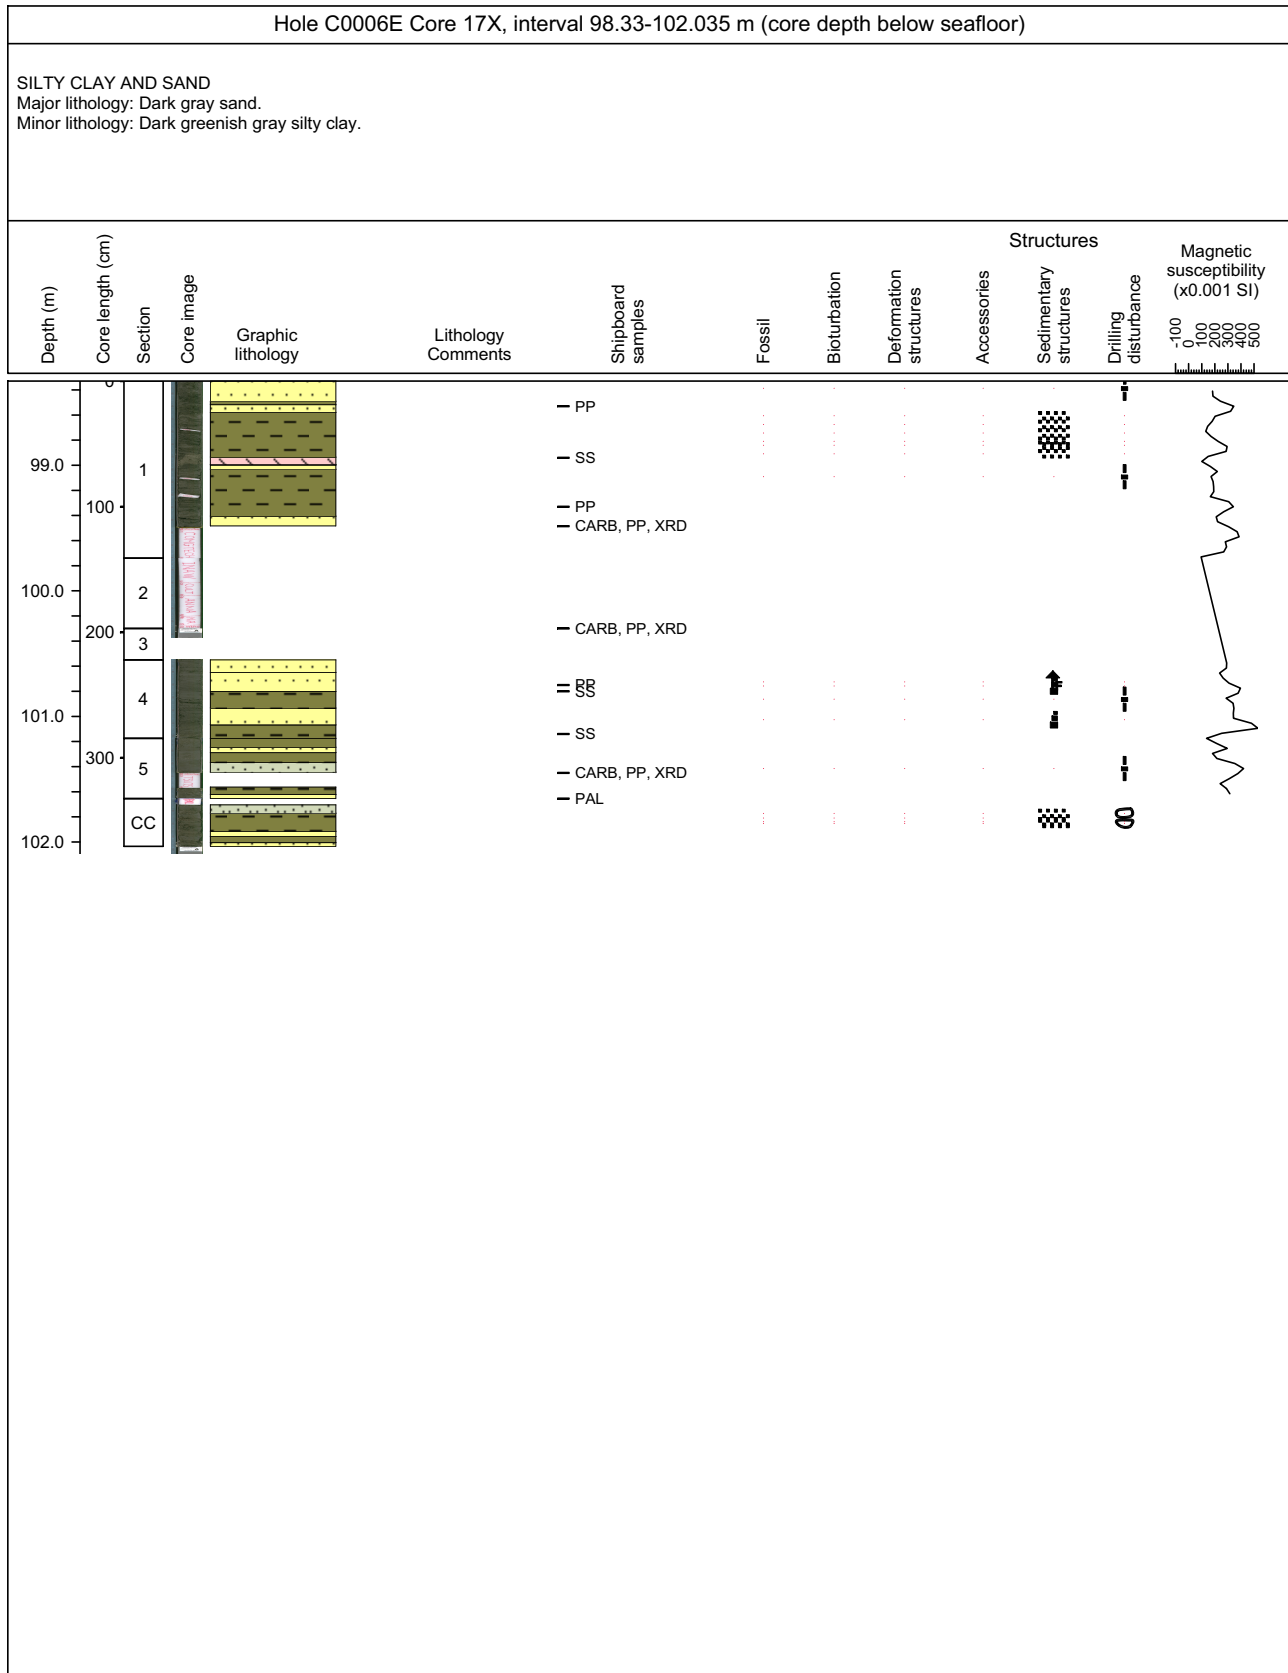 Hole C0006E Core 17X, interval 98.33-102.035 m (core depth below seafloor)
SILTY CLAY AND SAND
Major lithology: Dark gray sand.
Minor lithology: Dark greenish gray silty clay.
Structures
Depth (m)
Core length (cm)
Section
Core image
Graphic
lithology
Lithology
Comments
Shipboard
samples
Fossil
Bioturbation
Deformation
structures
Accessories
Sedimentary
structures
Drilling
disturbance
Magnetic
susceptibility
(x0.001 SI)
-100
0
100
200
300
400
500
0
PP
SS
99.0
1
100
PP
CARB, PP, XRD
100.0
2
CARB, PP, XRD
200
3
PP
SS
4
101.0
SS
300
5
CARB, PP, XRD
PAL
CC
102.0